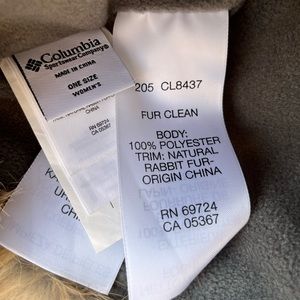 Columbia
Sportswear Company®
MADE IN CHINA
ONE SIZE
WOMEN'S
205 CL8437
FUR CLEAN
BODY:
100% POLYESTER
TRIM: NATURAL
RABBIT FUR-
ORIGIN CHINA
RN 69724
CA 05367
CHINA
RN 69724
CA 05367